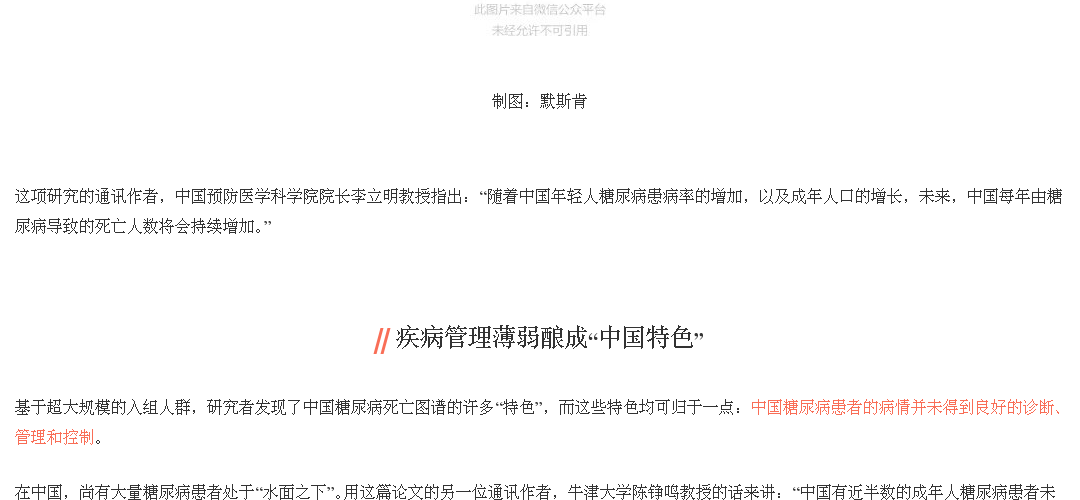 此图片来自微信公众平台
未经允许不可引用
制图：默斯肯
这项研究的通讯作者，中国预防医学科学院院长李立明教授指出：“随着中国年轻人糖尿病患病率的增加，以及成年人口的增长，未来，中国每年由糖
尿病导致的死亡人数将会持续增加。”
// 疾病管理薄弱酿成“中国特色”
基于超大规模的入组人群，研究者发现了中国糖尿病死亡图谱的许多“特色”，而这些特色均可归于一点：中国糖尿病患者的病情并未得到良好的诊断、
管理和控制。
在中国，尚有大量糖尿病患者处于“水面之下”。用这篇论文的另一位通讯作者，牛津大学陈铮鸣教授的话来讲：“中国有近半数的成年人糖尿病患者未